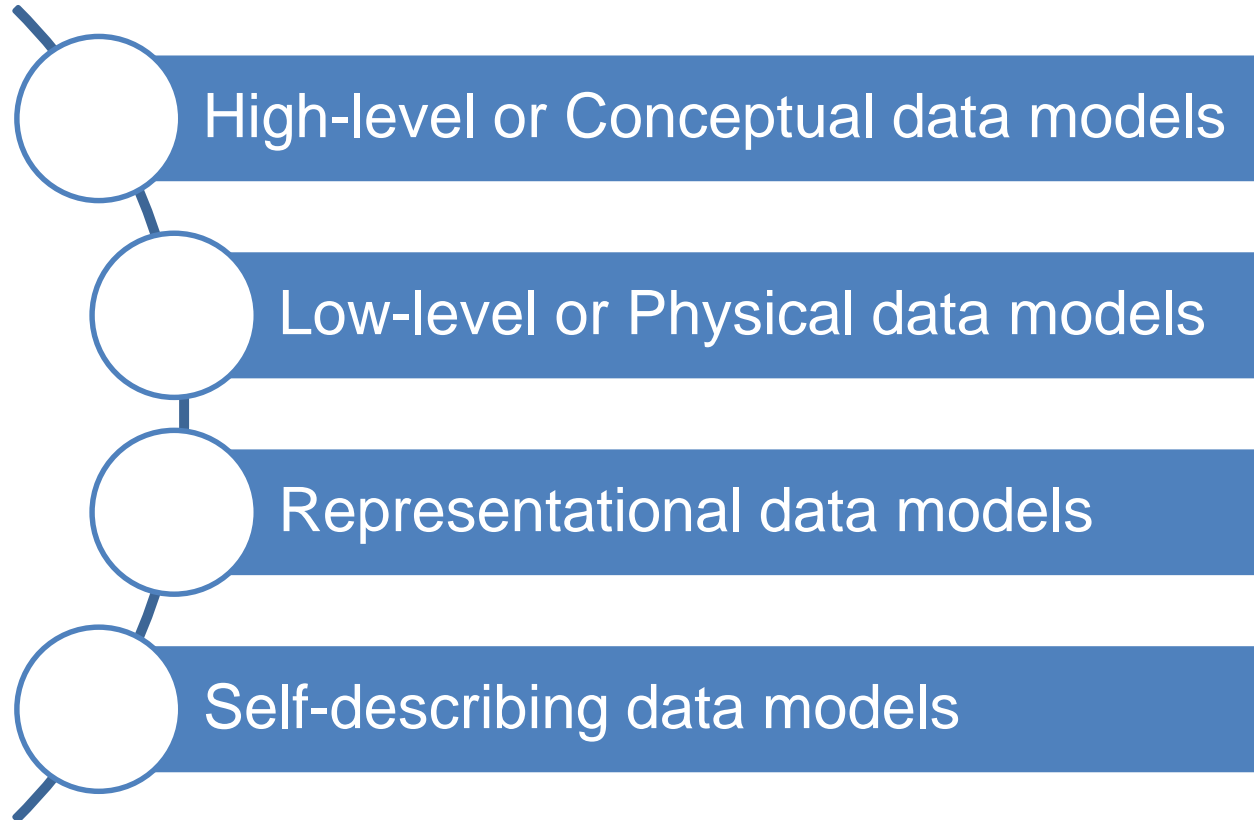 High-level or Conceptual data models
Low-level or Physical data models
Representational data models
Self-describing data models